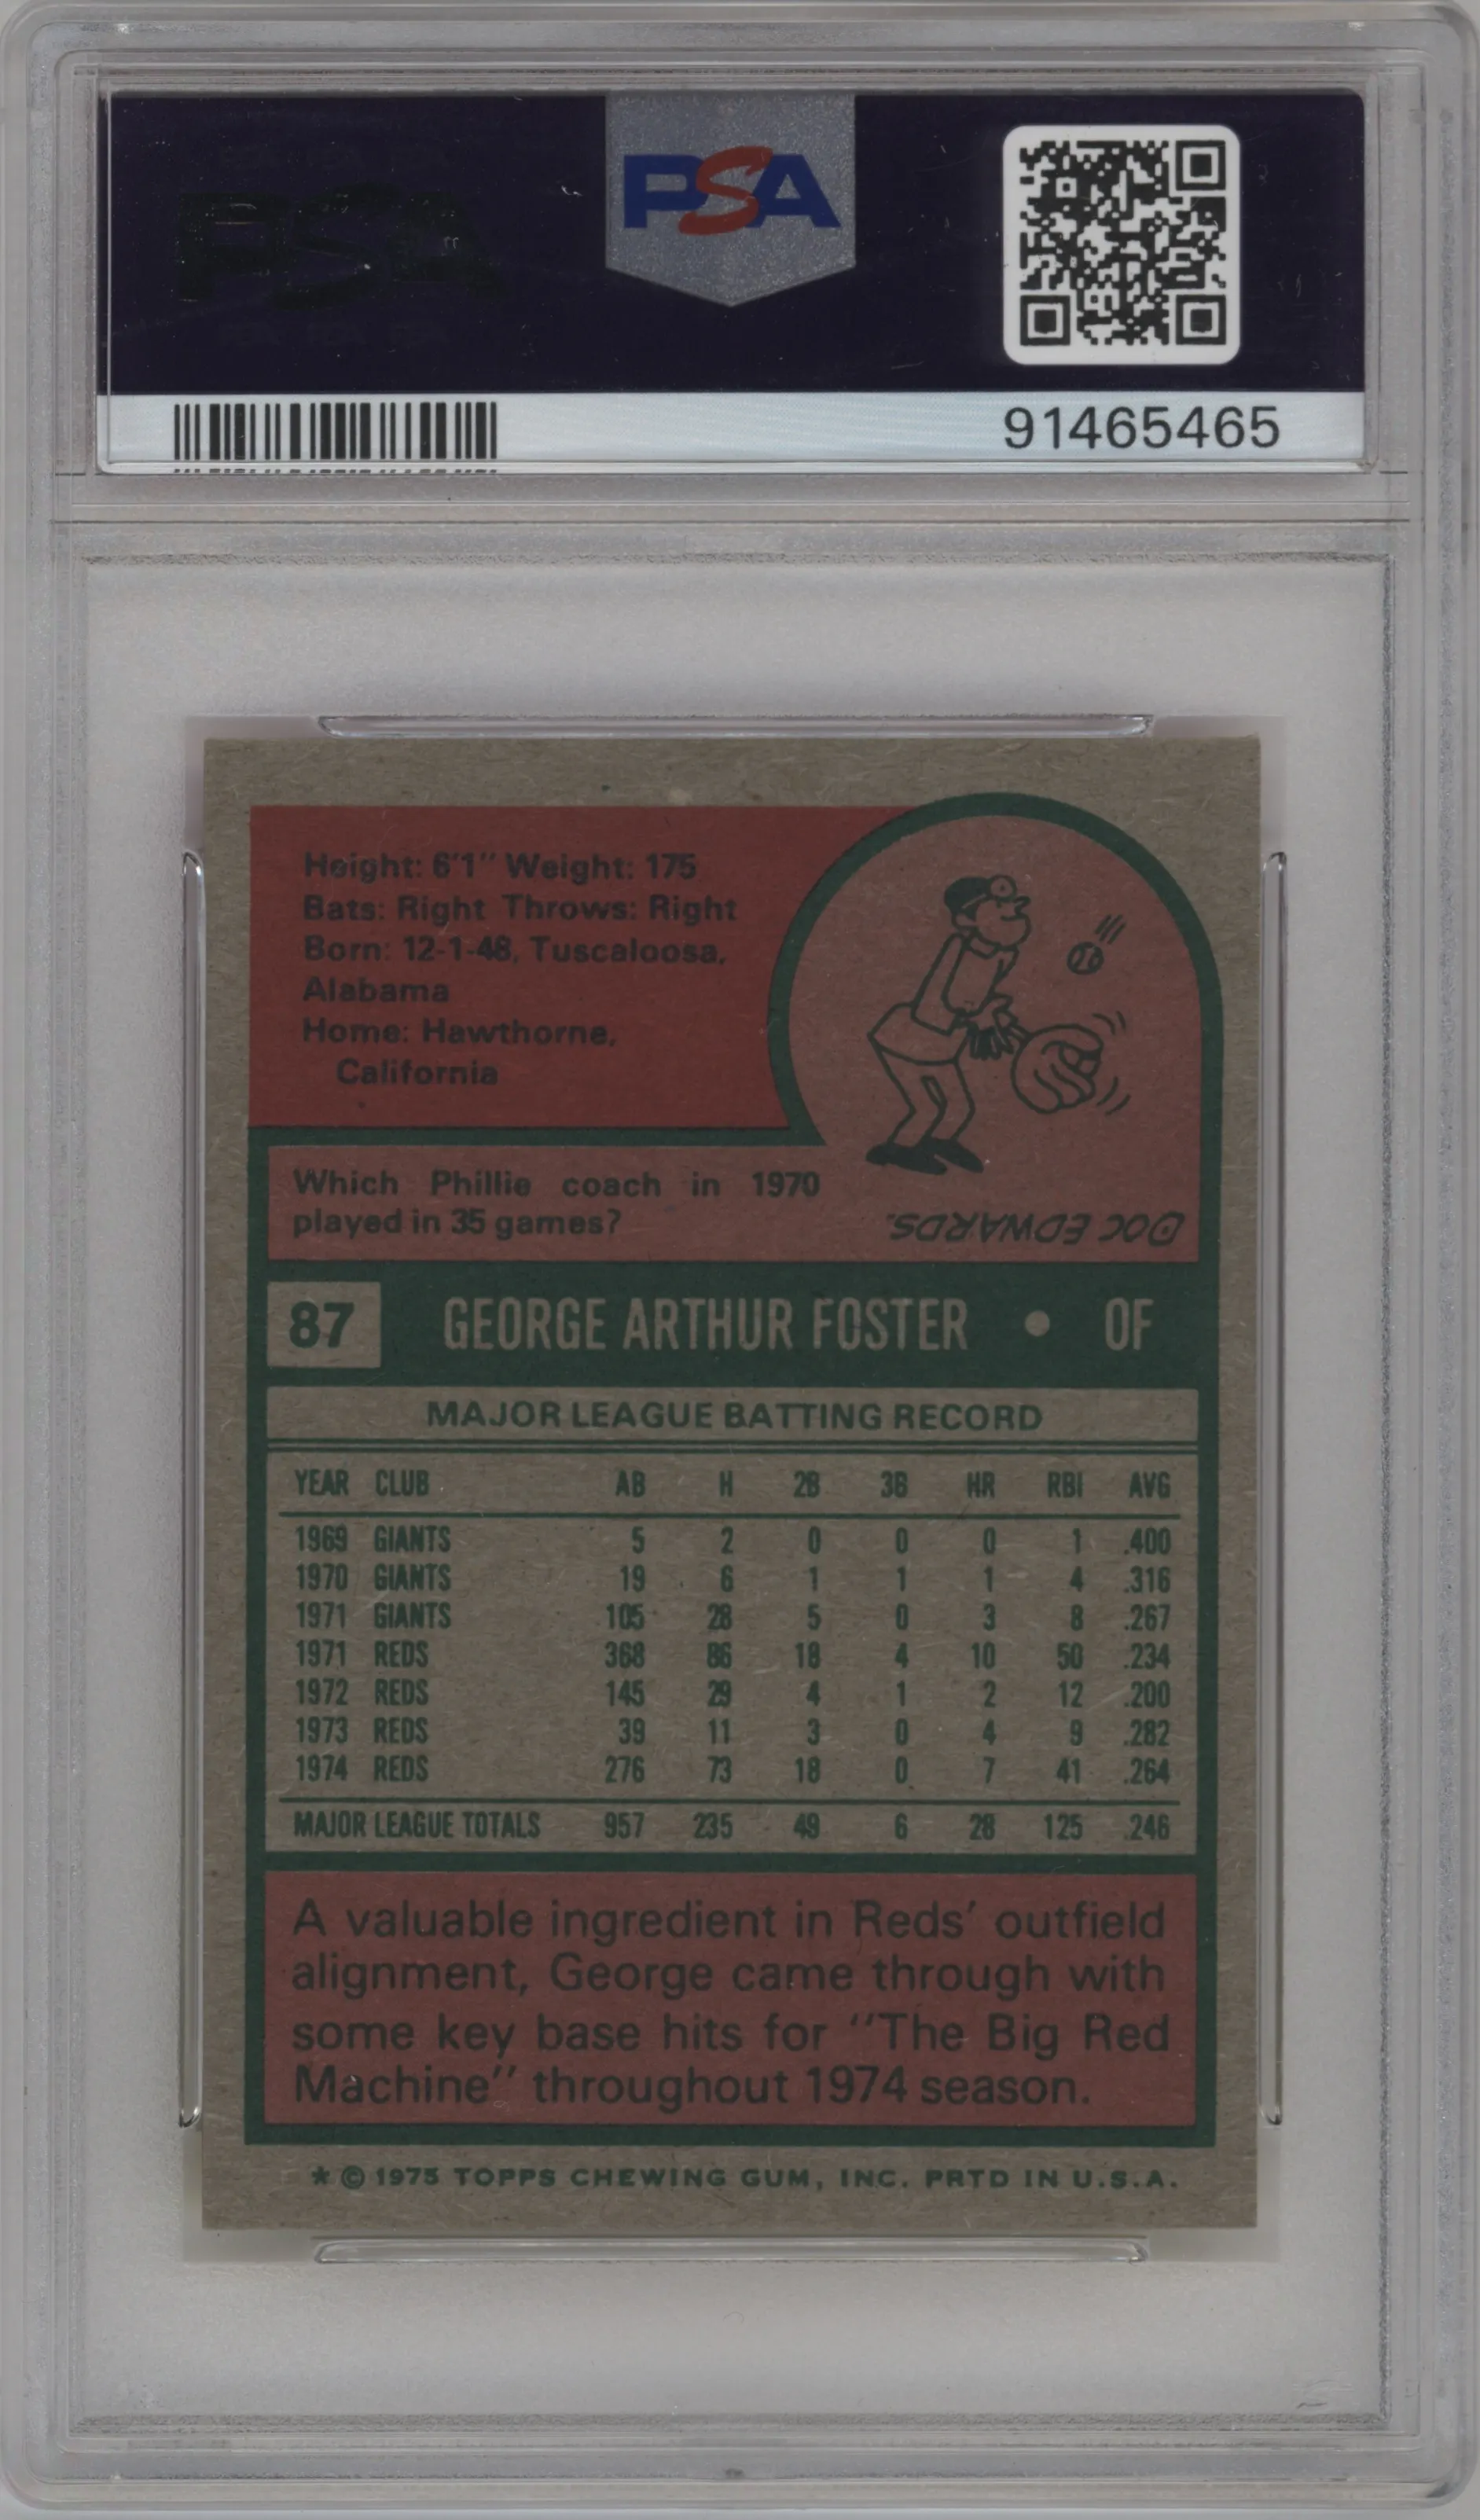 PSA
PSA
91465465
Height: 6'1" Weight: 175
Bats: Right Throws: Right
Born: 12-1-48, Tuscaloosa,
Alabama
Home: Hawthorne,
California
Which Phillie coach in 1970
played in 35 games?
DOC EDWARDS.
87 GEORGE ARTHUR FOSTER • OF
MAJOR LEAGUE BATTING RECORD
YEAR CLUB AB H 2B 3B HR RBI AVG
1969 GIANTS 5 2 0 0 0 1 .400
1970 GIANTS 19 6 1 1 1 4 .316
1971 GIANTS 105 28 5 0 3 8 .267
1971 REDS 368 86 18 4 10 50 .234
1972 REDS 145 29 4 1 2 12 .200
1973 REDS 39 11 3 0 4 9 .282
1974 REDS 276 73 18 0 7 41 .264
MAJOR LEAGUE TOTALS 957 235 49 6 28 125 .246
A valuable ingredient in Reds' outfield
alignment, George came through with
some key base hits for "The Big Red
Machine" throughout 1974 season.
★ © 1975 TOPPS CHEWING GUM, INC. PRTD IN U.S.A.